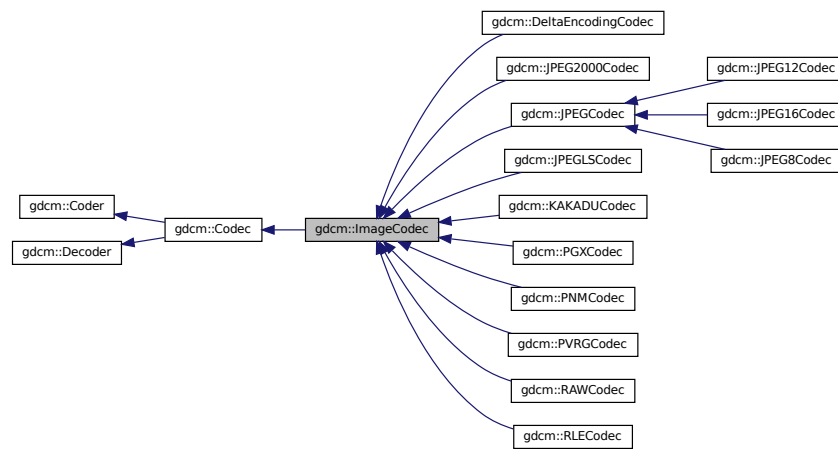 gdcm::DeltaEncodingCodec
gdcm::JPEG2000Codec
gdcm::JPEG12Codec
gdcm::JPEGCodec
gdcm::JPEG16Codec
gdcm::JPEGLSCodec
gdcm::JPEG8Codec
gdcm::Coder
gdcm::KAKADUCodec
gdcm::Codec
gdcm::ImageCodec
gdcm::Decoder
gdcm::PGXCodec
gdcm::PNMCodec
gdcm::PVRGCodec
gdcm::RAWCodec
gdcm::RLECodec